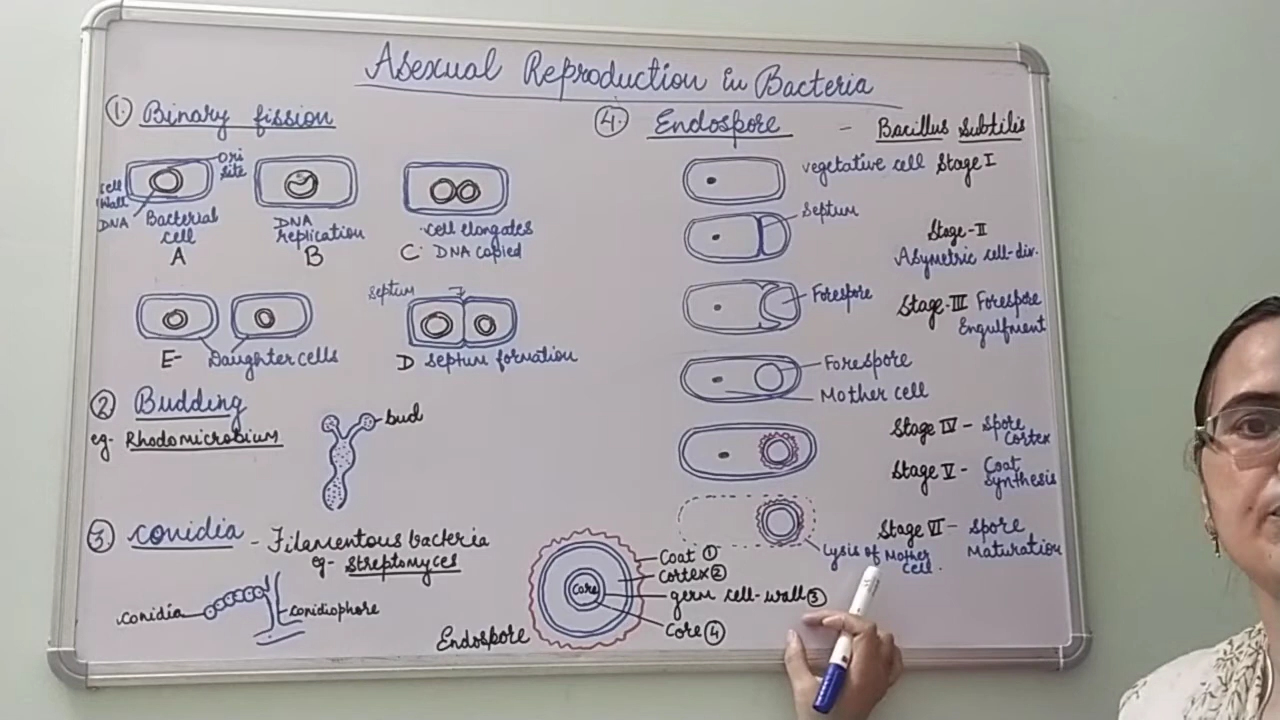 Asexual Reproduction in Bacteria
1. Binary fission
Ori
site
cell
wall
DNA
Bacterial
cell
A
DNA
replication
B
cell elongates
C. DNA copied
septum
E- Daughter cells
D septum formation
2 Budding
eg- Rhodomicrobium
bud
3. Conidia - Filamentous bacteria
eg- Streptomyces
conidia
conidiophore
4. Endospore - Bacillus subtilis
vegetative cell Stage I
Septum
Stage-II
Asymetric cell-div.
Forespore
Stage-III Forespore
Engulfment
Forespore
Mother cell
Stage IV - Spore
Cortex
Stage V - Coat
synthesis
Stage VI - Spore
Maturation
Lysis of Mother
cell.
Coat 1
Cortex 2
germ cell-wall 3
Core 4
Core
Endospore